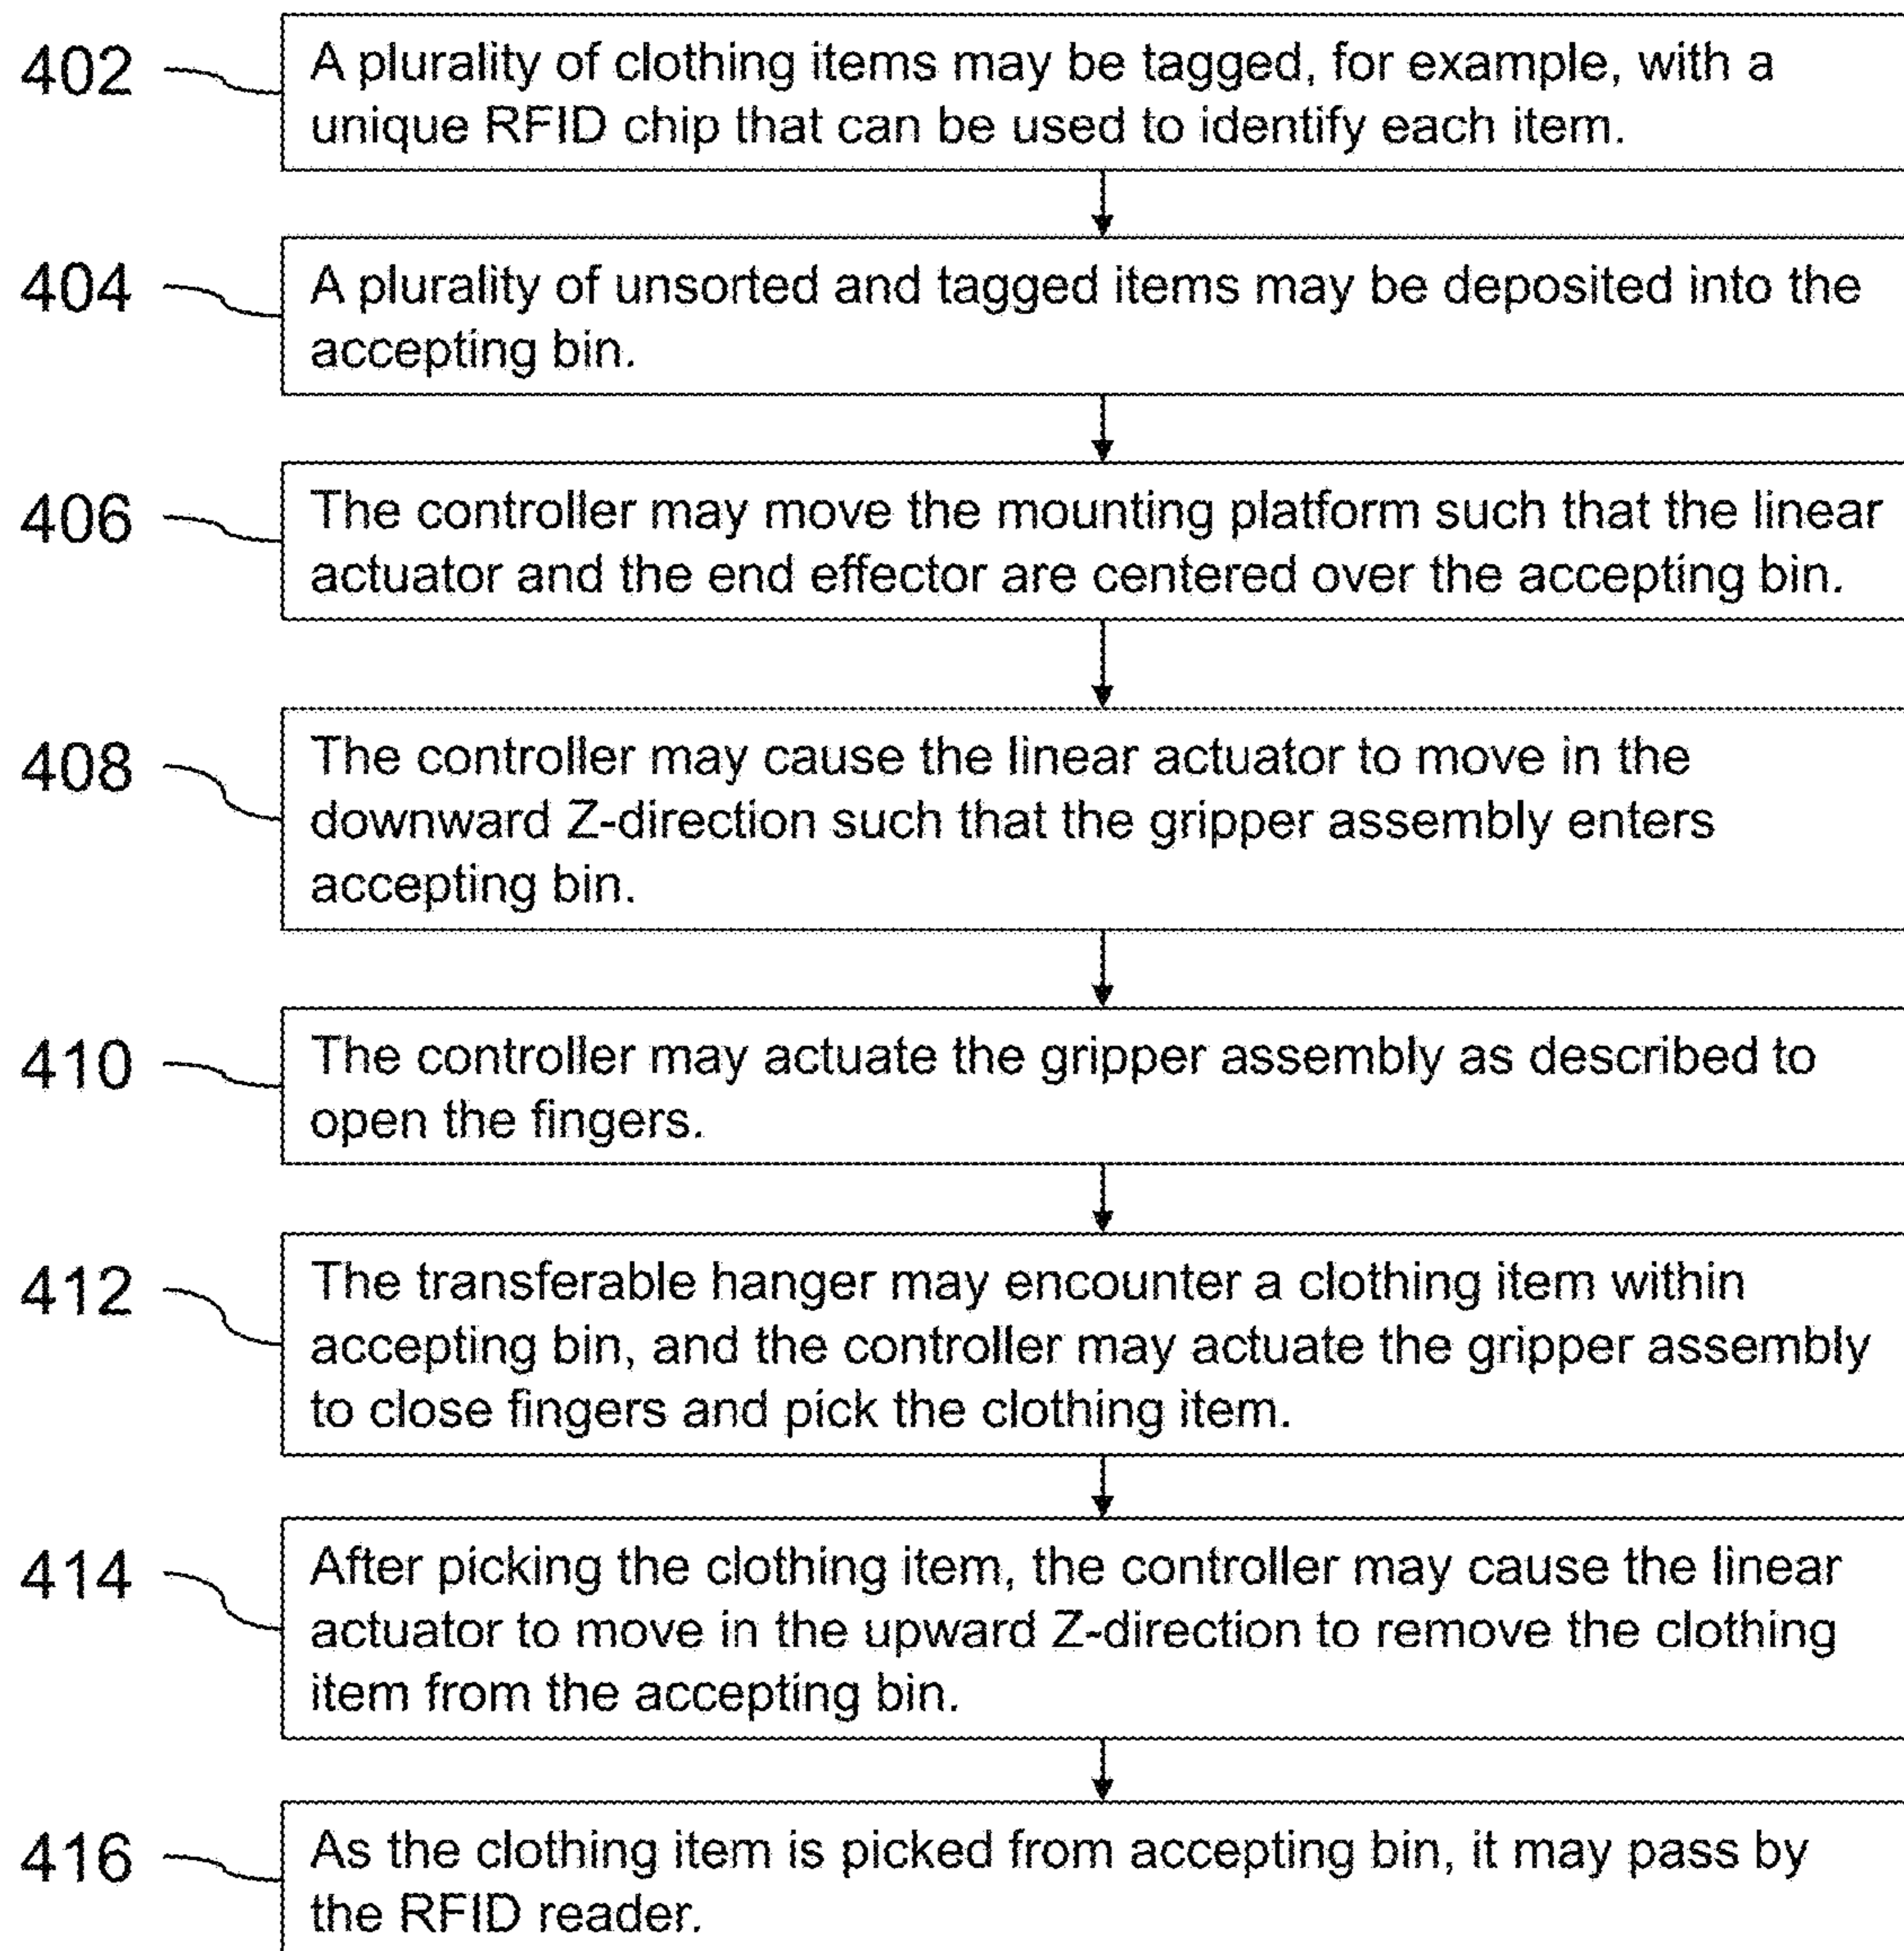 402 A plurality of clothing items may be tagged, for example, with a
unique RFID chip that can be used to identify each item.
404 A plurality of unsorted and tagged items may be deposited into the
accepting bin.
406 The controller may move the mounting platform such that the linear
actuator and the end effector are centered over the accepting bin.
408 The controller may cause the linear actuator to move in the
downward Z-direction such that the gripper assembly enters
accepting bin.
410 The controller may actuate the gripper assembly as described to
open the fingers.
412 The transferable hanger may encounter a clothing item within
accepting bin, and the controller may actuate the gripper assembly
to close fingers and pick the clothing item.
414 After picking the clothing item, the controller may cause the linear
actuator to move in the upward Z-direction to remove the clothing
item from the accepting bin.
416 As the clothing item is picked from accepting bin, it may pass by
the RFID reader.